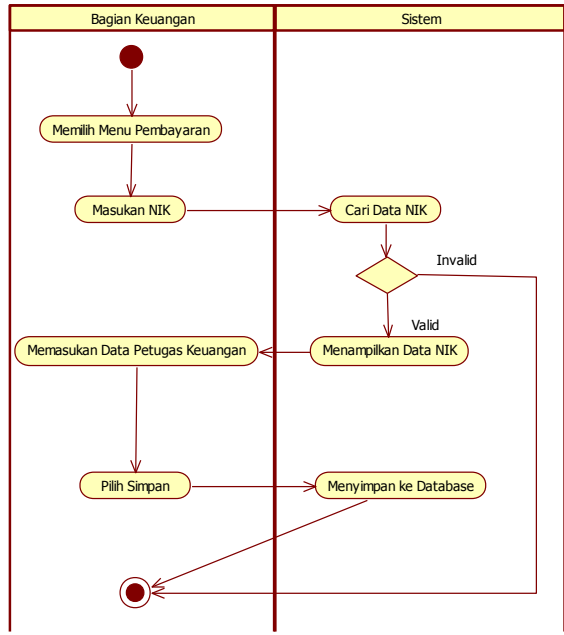 Bagian Keuangan
Sistem
Memilih Menu Pembayaran
Masukan NIK
Cari Data NIK
Invalid
Valid
Memasukan Data Petugas Keuangan
Menampilkan Data NIK
Pilih Simpan
Menyimpan ke Database